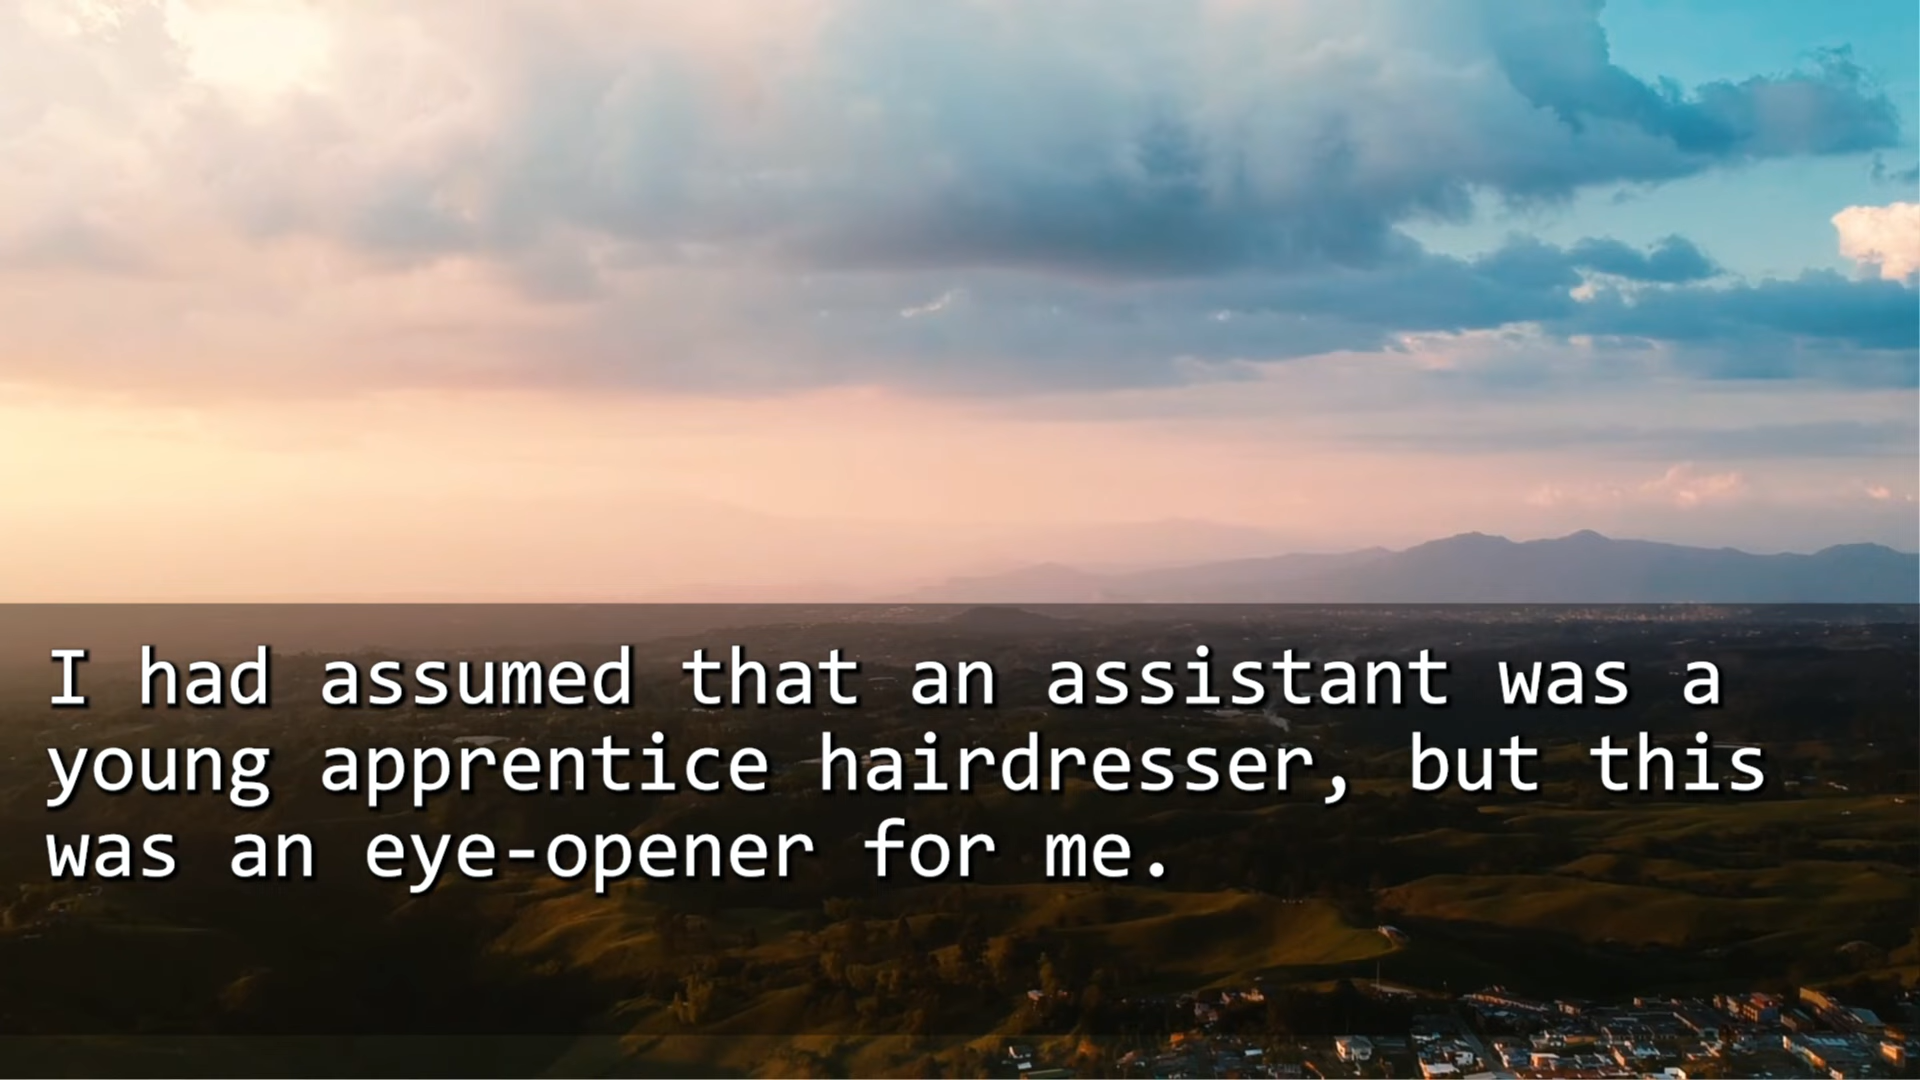 I had assumed that an assistant was a
young apprentice hairdresser, but this
was an eye-opener for me.